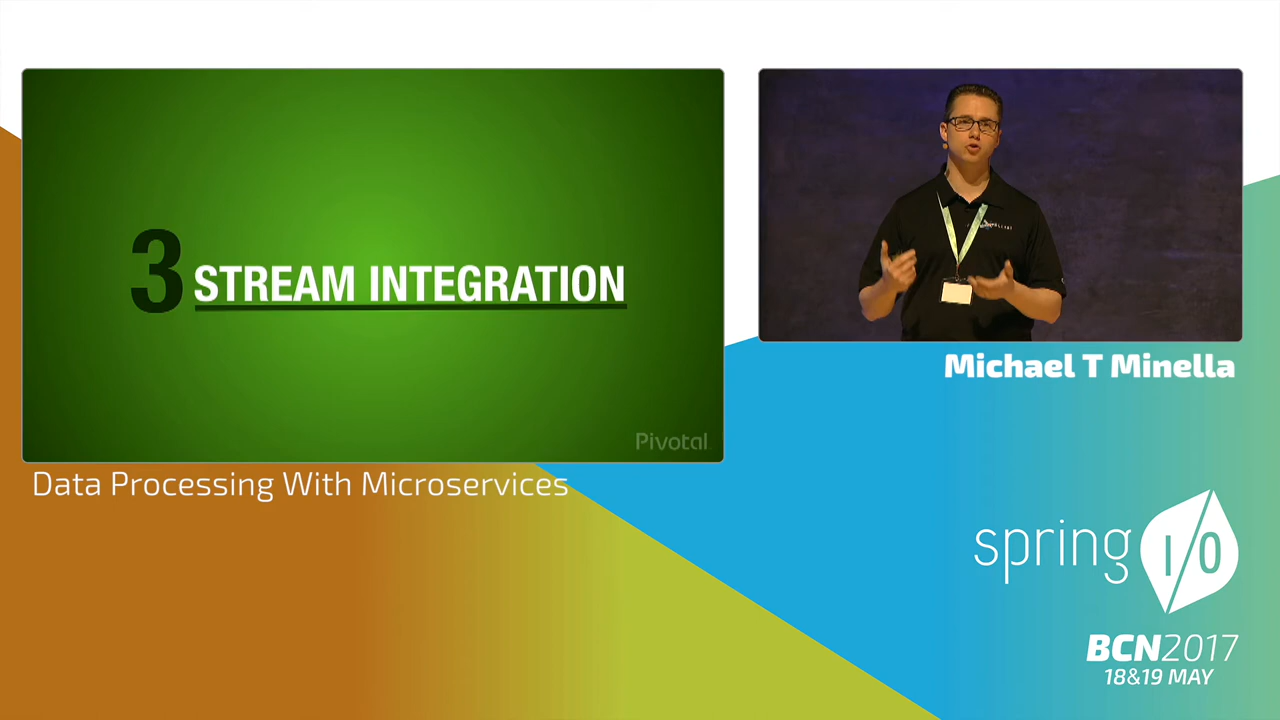 3 STREAM INTEGRATION
Pivotal
Data Processing With Microservices
Michael T Minella
spring I/O
BCN2017
18&19 MAY